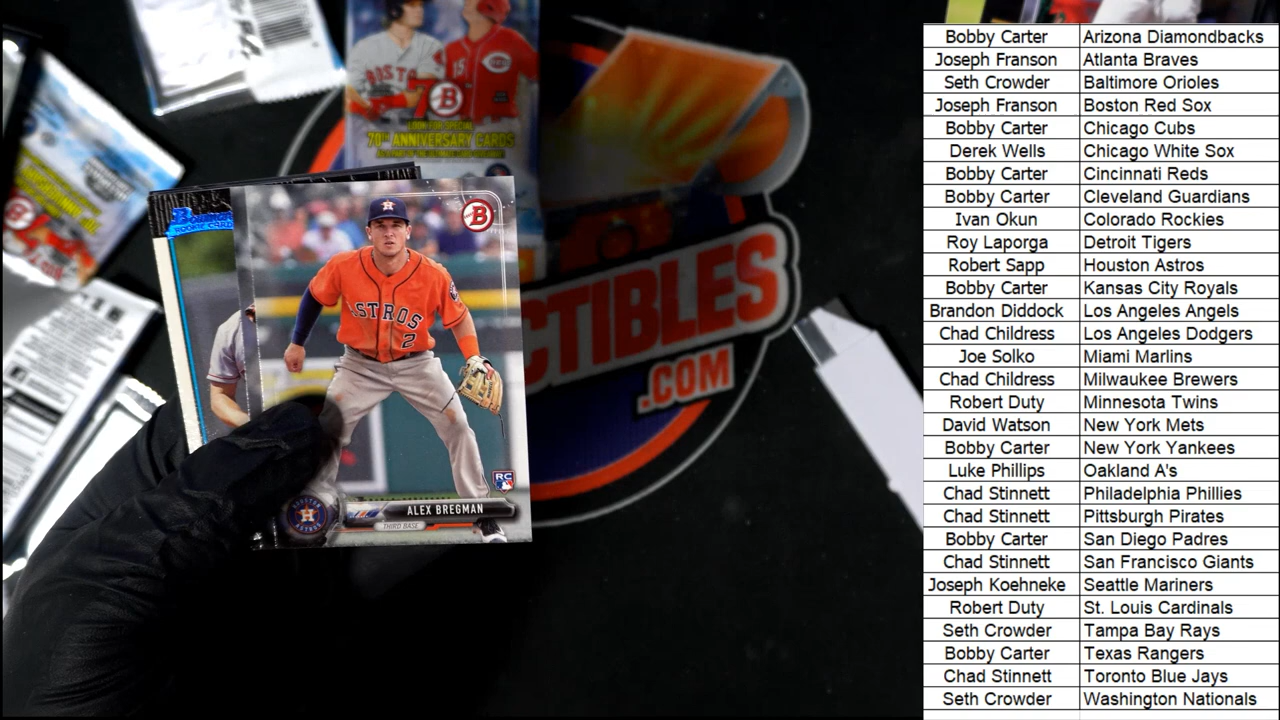 BOSTON
15
B
LOOK FOR SPECIAL
70TH ANNIVERSARY CARDS
Bowman
ROOKIE CARD
B
ASTROS
2
RC
ALEX BREGMAN
THIRD BASE
CTIBLES
.COM
Bobby Carter Arizona Diamondbacks
Joseph Franson Atlanta Braves
Seth Crowder Baltimore Orioles
Joseph Franson Boston Red Sox
Bobby Carter Chicago Cubs
Derek Wells Chicago White Sox
Bobby Carter Cincinnati Reds
Bobby Carter Cleveland Guardians
Ivan Okun Colorado Rockies
Roy Laporga Detroit Tigers
Robert Sapp Houston Astros
Bobby Carter Kansas City Royals
Brandon Diddock Los Angeles Angels
Chad Childress Los Angeles Dodgers
Joe Solko Miami Marlins
Chad Childress Milwaukee Brewers
Robert Duty Minnesota Twins
David Watson New York Mets
Bobby Carter New York Yankees
Luke Phillips Oakland A's
Chad Stinnett Philadelphia Phillies
Chad Stinnett Pittsburgh Pirates
Bobby Carter San Diego Padres
Chad Stinnett San Francisco Giants
Joseph Koehneke Seattle Mariners
Robert Duty St. Louis Cardinals
Seth Crowder Tampa Bay Rays
Bobby Carter Texas Rangers
Chad Stinnett Toronto Blue Jays
Seth Crowder Washington Nationals